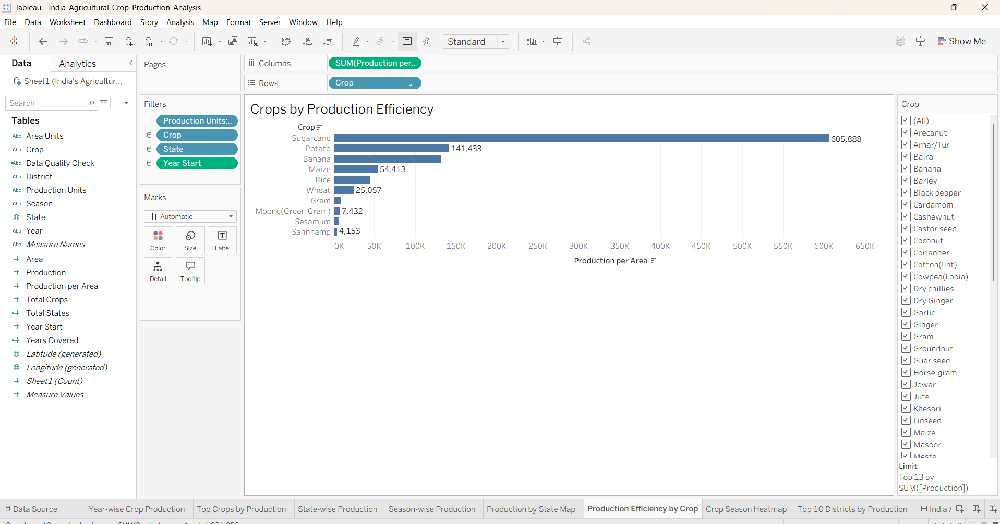 Tableau - India_Agricultural_Crop_Production_Analysis
File Data Worksheet Dashboard Story Analysis Map Format Server Window Help
Standard
Show Me
Data Analytics
Sheet1 (India's Agricultur...
Search
Tables
Abc Area Units
Abc Crop
=Abc Data Quality Check
Abc District
Abc Production Units
Abc Season
State
Abc Year
Abc Measure Names
# Area
# Production
# Production per Area
=# Total Crops
=# Total States
=# Year Start
=# Years Covered
Latitude (generated)
Longitude (generated)
# Sheet1 (Count)
# Measure Values
Pages
Filters
Production Units:..
Crop
State
Year Start
Marks
Automatic
Color Size Label
Detail Tooltip
Columns SUM(Production per..
Rows Crop
Crops by Production Efficiency
Crop
Sugarcane 605,888
Potato 141,433
Banana
Maize 54,413
Rice
Wheat 25,057
Gram
Moong(Green Gram) 7,432
Sesamum
Sannhamp 4,153
0K 50K 100K 150K 200K 250K 300K 350K 400K 450K 500K 550K 600K 650K
Production per Area
Crop
(All)
Arecanut
Arhar/Tur
Bajra
Banana
Barley
Black pepper
Cardamom
Cashewnut
Castor seed
Coconut
Coriander
Cotton(lint)
Cowpea(Lobia)
Dry chillies
Dry Ginger
Garlic
Ginger
Gram
Groundnut
Guar seed
Horse-gram
Jowar
Jute
Khesari
Linseed
Maize
Masoor
Mesta
Limit
Top 13 by
SUM([Production])
Data Source Year-wise Crop Production Top Crops by Production State-wise Production Season-wise Production Production by State Map Production Efficiency by Crop Crop Season Heatmap Top 10 Districts by Production India